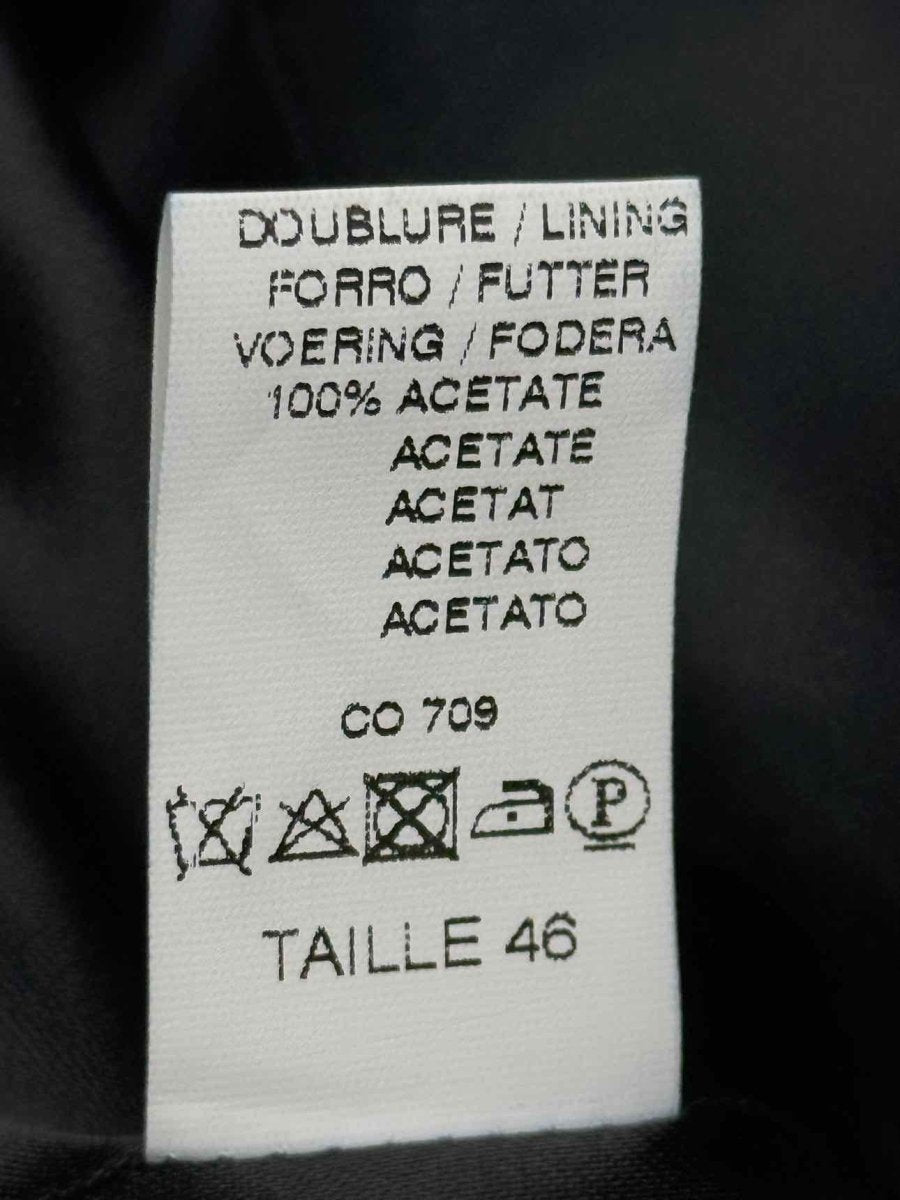 DOUBLURE / LINING
FORRO / FUTTER
VOERING / FODERA
100% ACETATE
ACETATE
ACETAT
ACETATO
ACETATO
CO 709
P
TAILLE 46